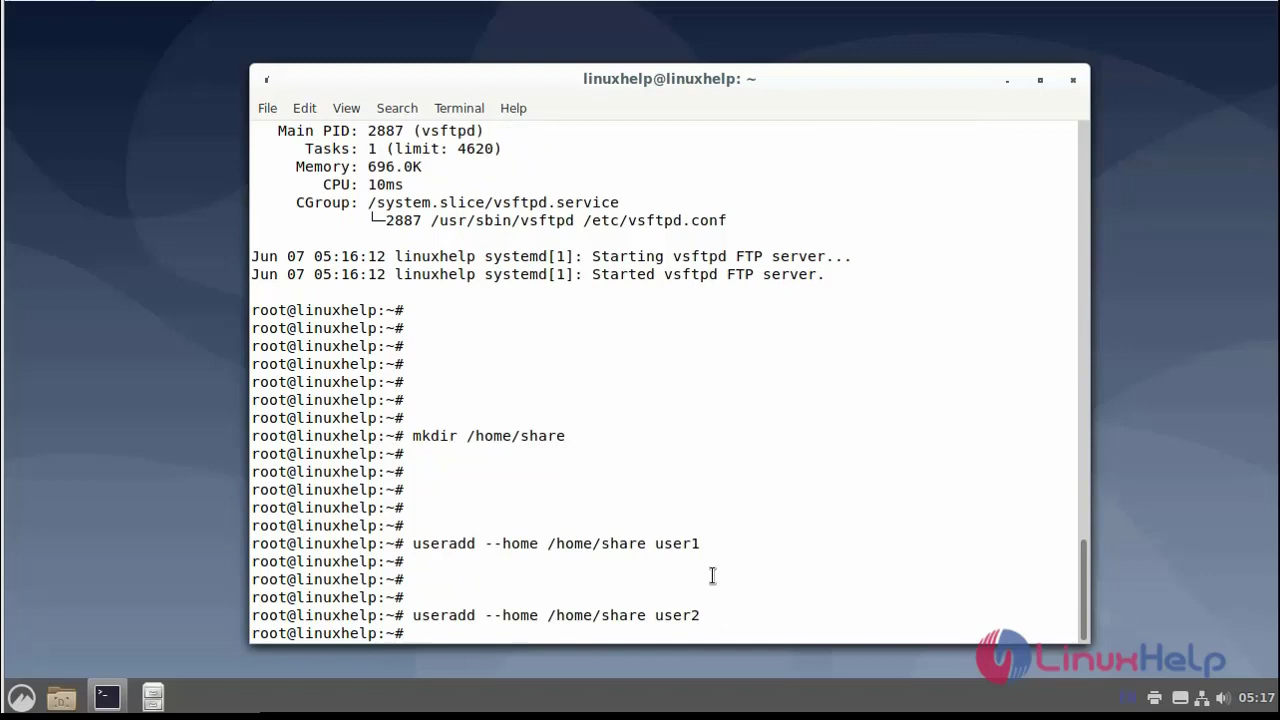 linuxhelp@linuxhelp: ~
File Edit View Search Terminal Help
Main PID: 2887 (vsftpd)
Tasks: 1 (limit: 4620)
Memory: 696.0K
CPU: 10ms
CGroup: /system.slice/vsftpd.service
└─2887 /usr/sbin/vsftpd /etc/vsftpd.conf
Jun 07 05:16:12 linuxhelp systemd[1]: Starting vsftpd FTP server...
Jun 07 05:16:12 linuxhelp systemd[1]: Started vsftpd FTP server.
root@linuxhelp:~#
root@linuxhelp:~#
root@linuxhelp:~#
root@linuxhelp:~#
root@linuxhelp:~#
root@linuxhelp:~#
root@linuxhelp:~#
root@linuxhelp:~# mkdir /home/share
root@linuxhelp:~#
root@linuxhelp:~#
root@linuxhelp:~#
root@linuxhelp:~#
root@linuxhelp:~#
root@linuxhelp:~# useradd --home /home/share user1
root@linuxhelp:~#
root@linuxhelp:~#
root@linuxhelp:~#
root@linuxhelp:~# useradd --home /home/share user2
root@linuxhelp:~#
LinuxHelp
05:17